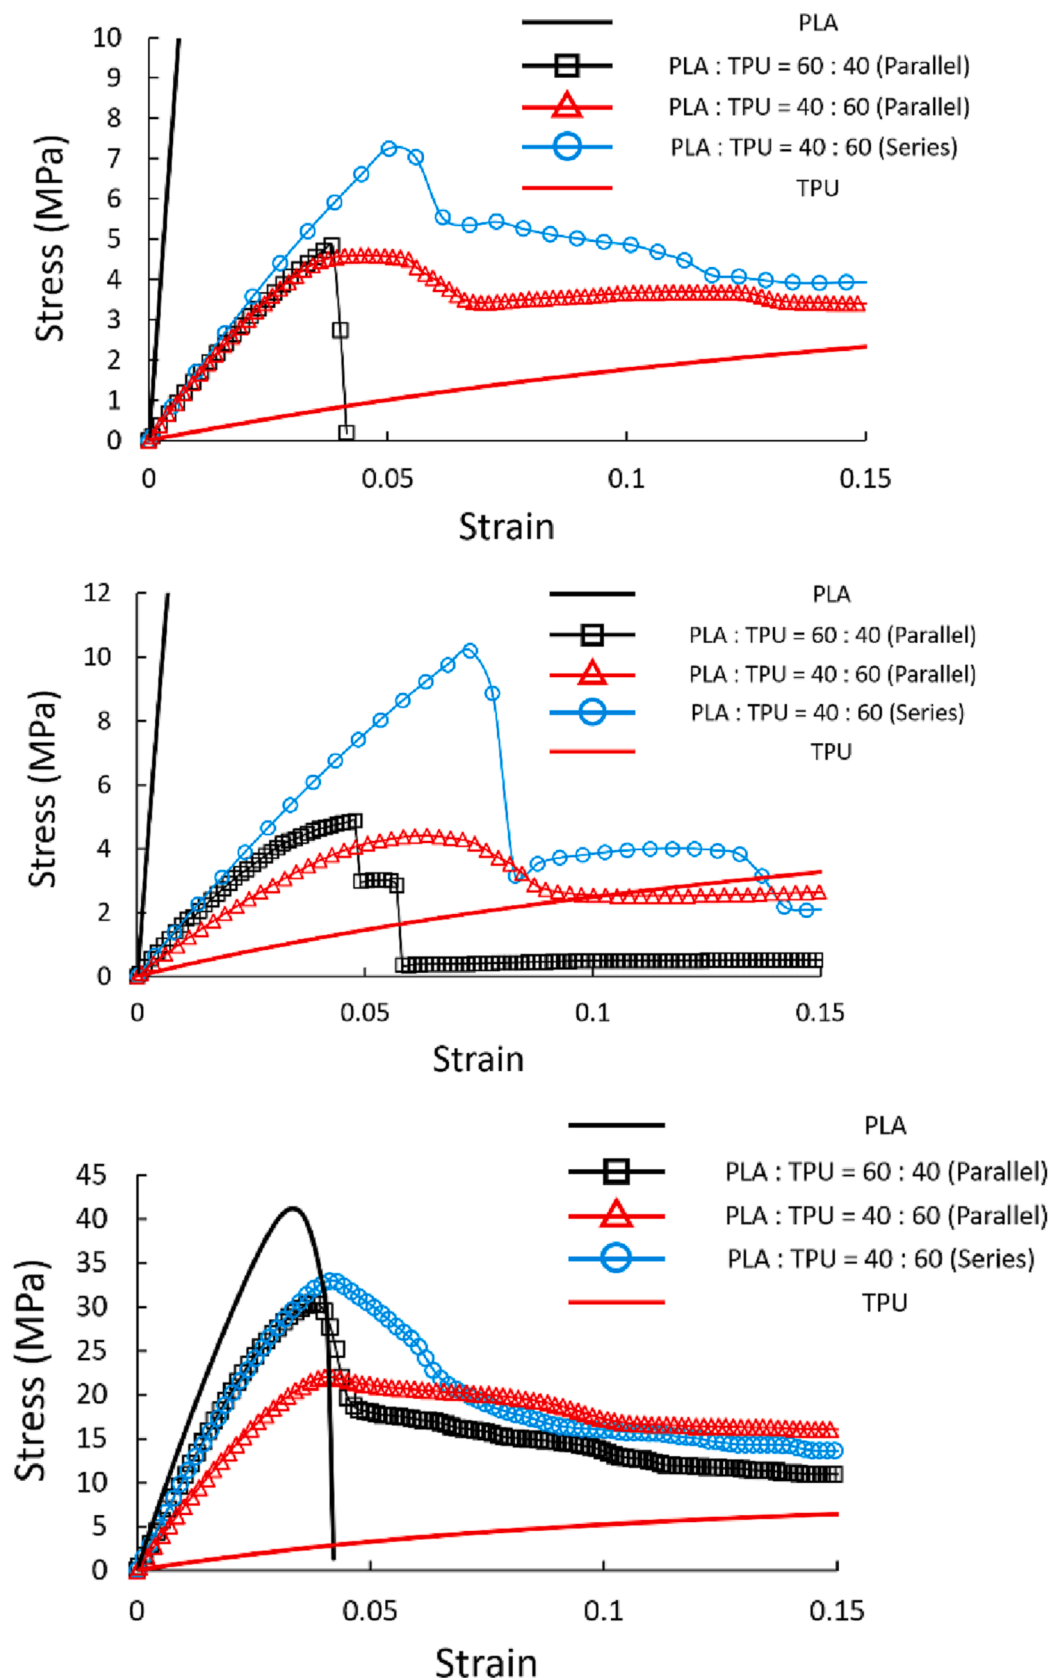 PLA
PLA : TPU = 60 : 40 (Parallel)
PLA : TPU = 40 : 60 (Parallel)
PLA : TPU = 40 : 60 (Series)
TPU
10
9
8
7
6
5
4
3
2
1
0
Stress (MPa)
0
0.05
0.1
0.15
Strain
PLA
PLA : TPU = 60 : 40 (Parallel)
PLA : TPU = 40 : 60 (Parallel)
PLA : TPU = 40 : 60 (Series)
TPU
12
10
8
6
4
2
0
Stress (MPa)
0
0.05
0.1
0.15
Strain
PLA
PLA : TPU = 60 : 40 (Parallel)
PLA : TPU = 40 : 60 (Parallel)
PLA : TPU = 40 : 60 (Series)
TPU
45
40
35
30
25
20
15
10
5
0
Stress (MPa)
0
0.05
0.1
0.15
Strain